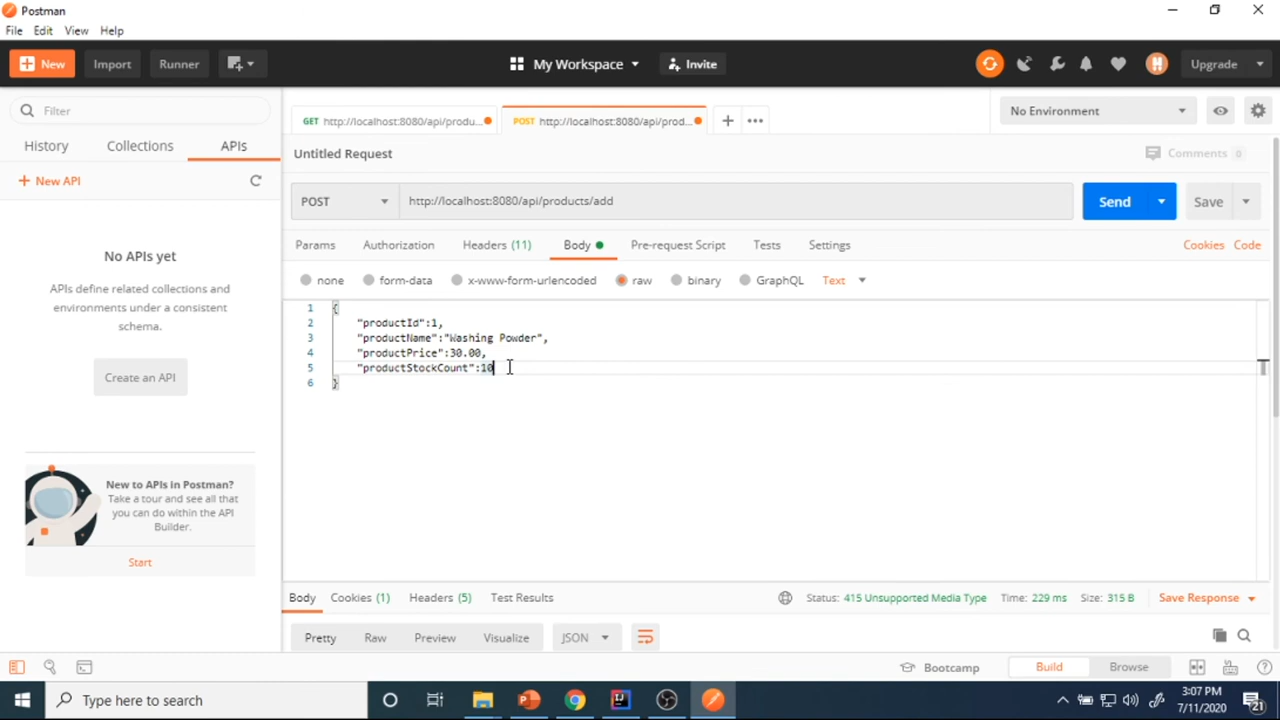 Postman
File Edit View Help
New Import Runner My Workspace Invite Upgrade
Filter
History Collections APIs
New API
No APIs yet
APIs define related collections and
environments under a consistent
schema.
Create an API
New to APIs in Postman?
Take a tour and see all that
you can do within the API
Builder.
Start
GET http://localhost:8080/api/produ... POST http://localhost:8080/api/prod... + ••• No Environment
Untitled Request Comments 0
POST http://localhost:8080/api/products/add Send Save
Params Authorization Headers (11) Body Pre-request Script Tests Settings Cookies Code
none form-data x-www-form-urlencoded raw binary GraphQL Text
1 {
2 "productId":1,
3 "productName":"Washing Powder",
4 "productPrice":30.00,
5 "productStockCount":10
6 }
Body Cookies (1) Headers (5) Test Results Status: 415 Unsupported Media Type Time: 229 ms Size: 315 B Save Response
Pretty Raw Preview Visualize JSON
Bootcamp Build Browse
Type here to search
3:07 PM
7/11/2020
21